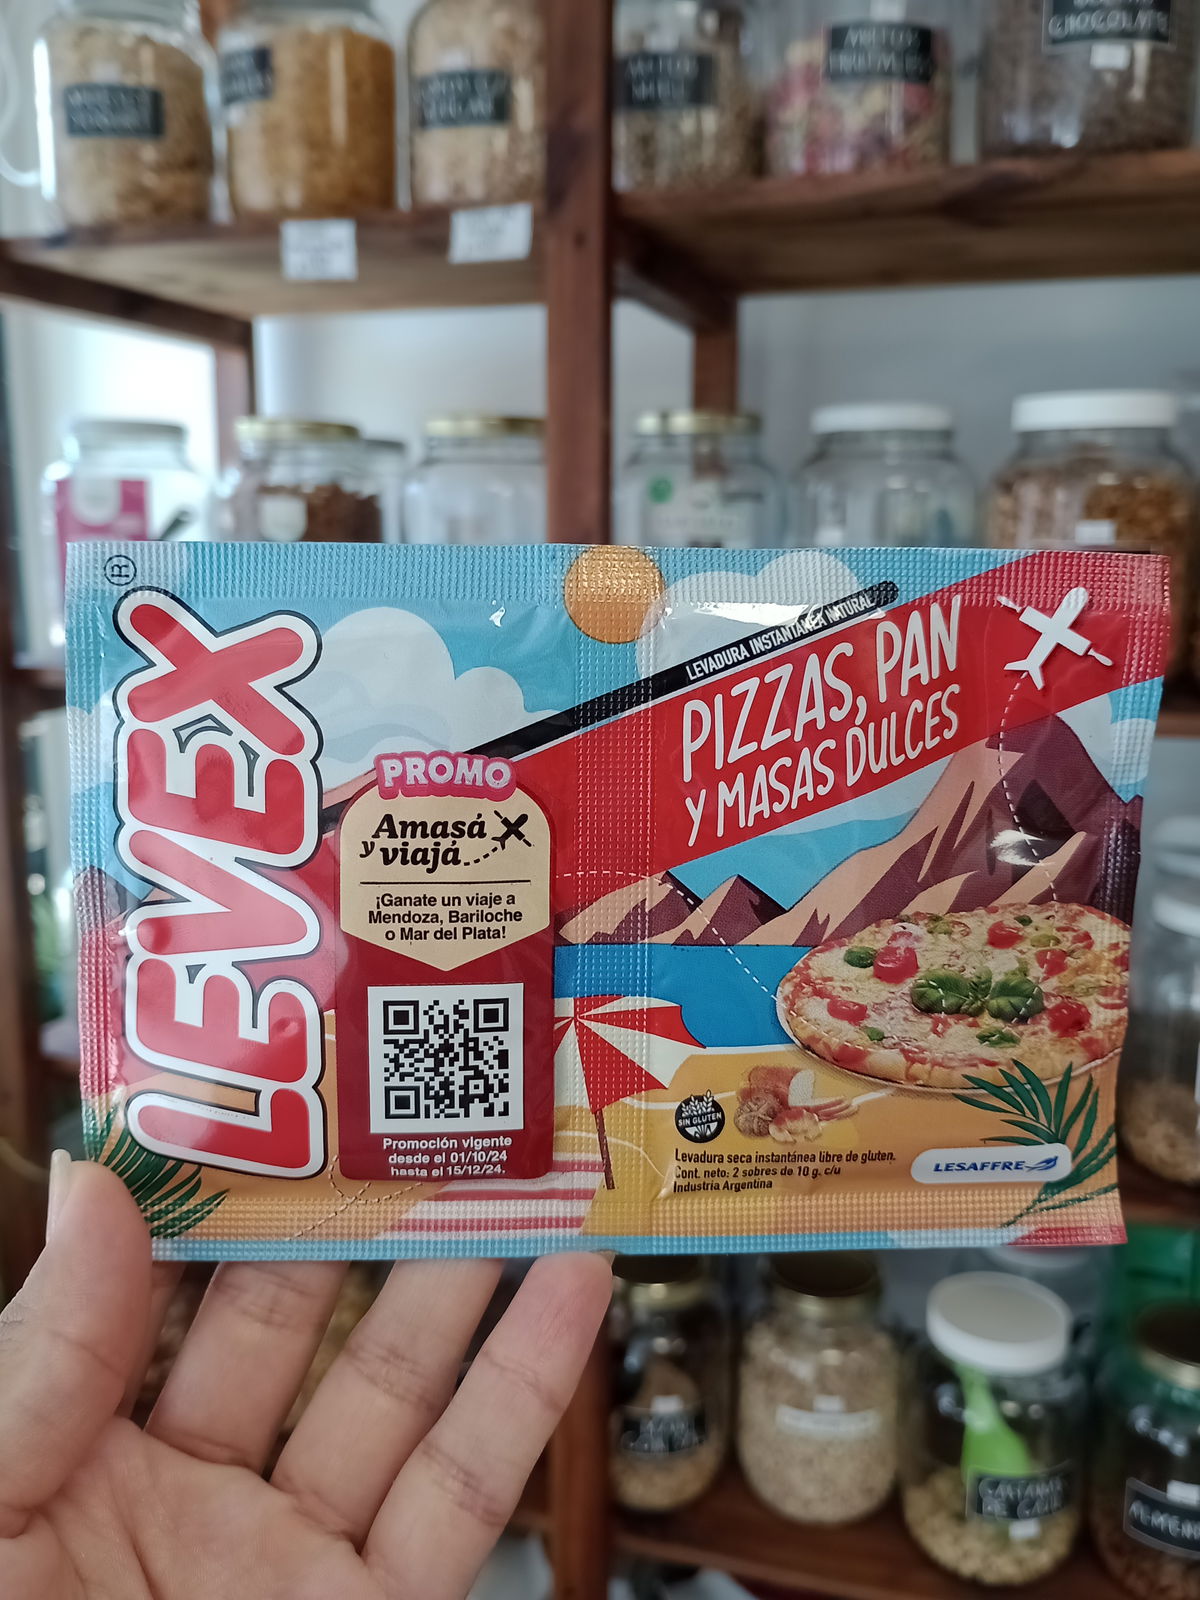 CHOCOLATE
LEVEX
®
LEVADURA INSTANTÁNEA NATURAL
PIZZAS, PAN
Y MASAS DULCES
PROMO
Amasá
y viajá
¡Ganate un viaje a
Mendoza, Bariloche
o Mar del Plata!
Promoción vigente
desde el 01/10/24
hasta el 15/12/24.
SIN GLUTEN
Levadura seca instantánea libre de gluten.
Cont. neto: 2 sobres de 10 g. c/u
Industria Argentina
LESAFFRE